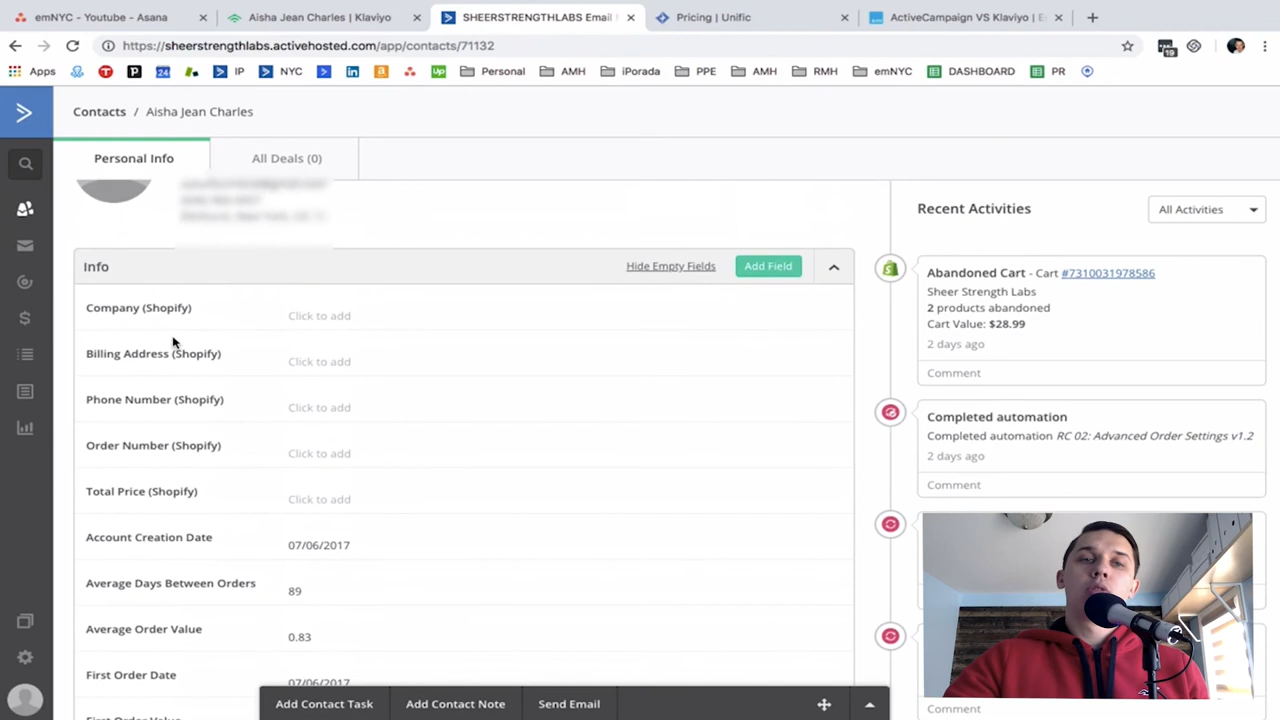 emNYC - Youtube - Asana
Aisha Jean Charles | Klaviyo
SHEERSTRENGTHLABS Email
Pricing | Unific
ActiveCampaign VS Klaviyo | E
https://sheerstrengthlabs.activehosted.com/app/contacts/71132
19
Apps
24
IP
NYC
Up
Personal
AMH
iPorada
PPE
AMH
RMH
emNYC
DASHBOARD
PR
Contacts / Aisha Jean Charles
Personal Info
All Deals (0)
Info
Hide Empty Fields
Add Field
Company (Shopify)
Click to add
Billing Address (Shopify)
Click to add
Phone Number (Shopify)
Click to add
Order Number (Shopify)
Click to add
Total Price (Shopify)
Click to add
Account Creation Date
07/06/2017
Average Days Between Orders
89
Average Order Value
0.83
First Order Date
07/06/2017
Add Contact Task
Add Contact Note
Send Email
Recent Activities
All Activities
Abandoned Cart - Cart #7310031978586
Sheer Strength Labs
2 products abandoned
Cart Value: $28.99
2 days ago
Comment
Completed automation
Completed automation RC 02: Advanced Order Settings v1.2
2 days ago
Comment
Comment